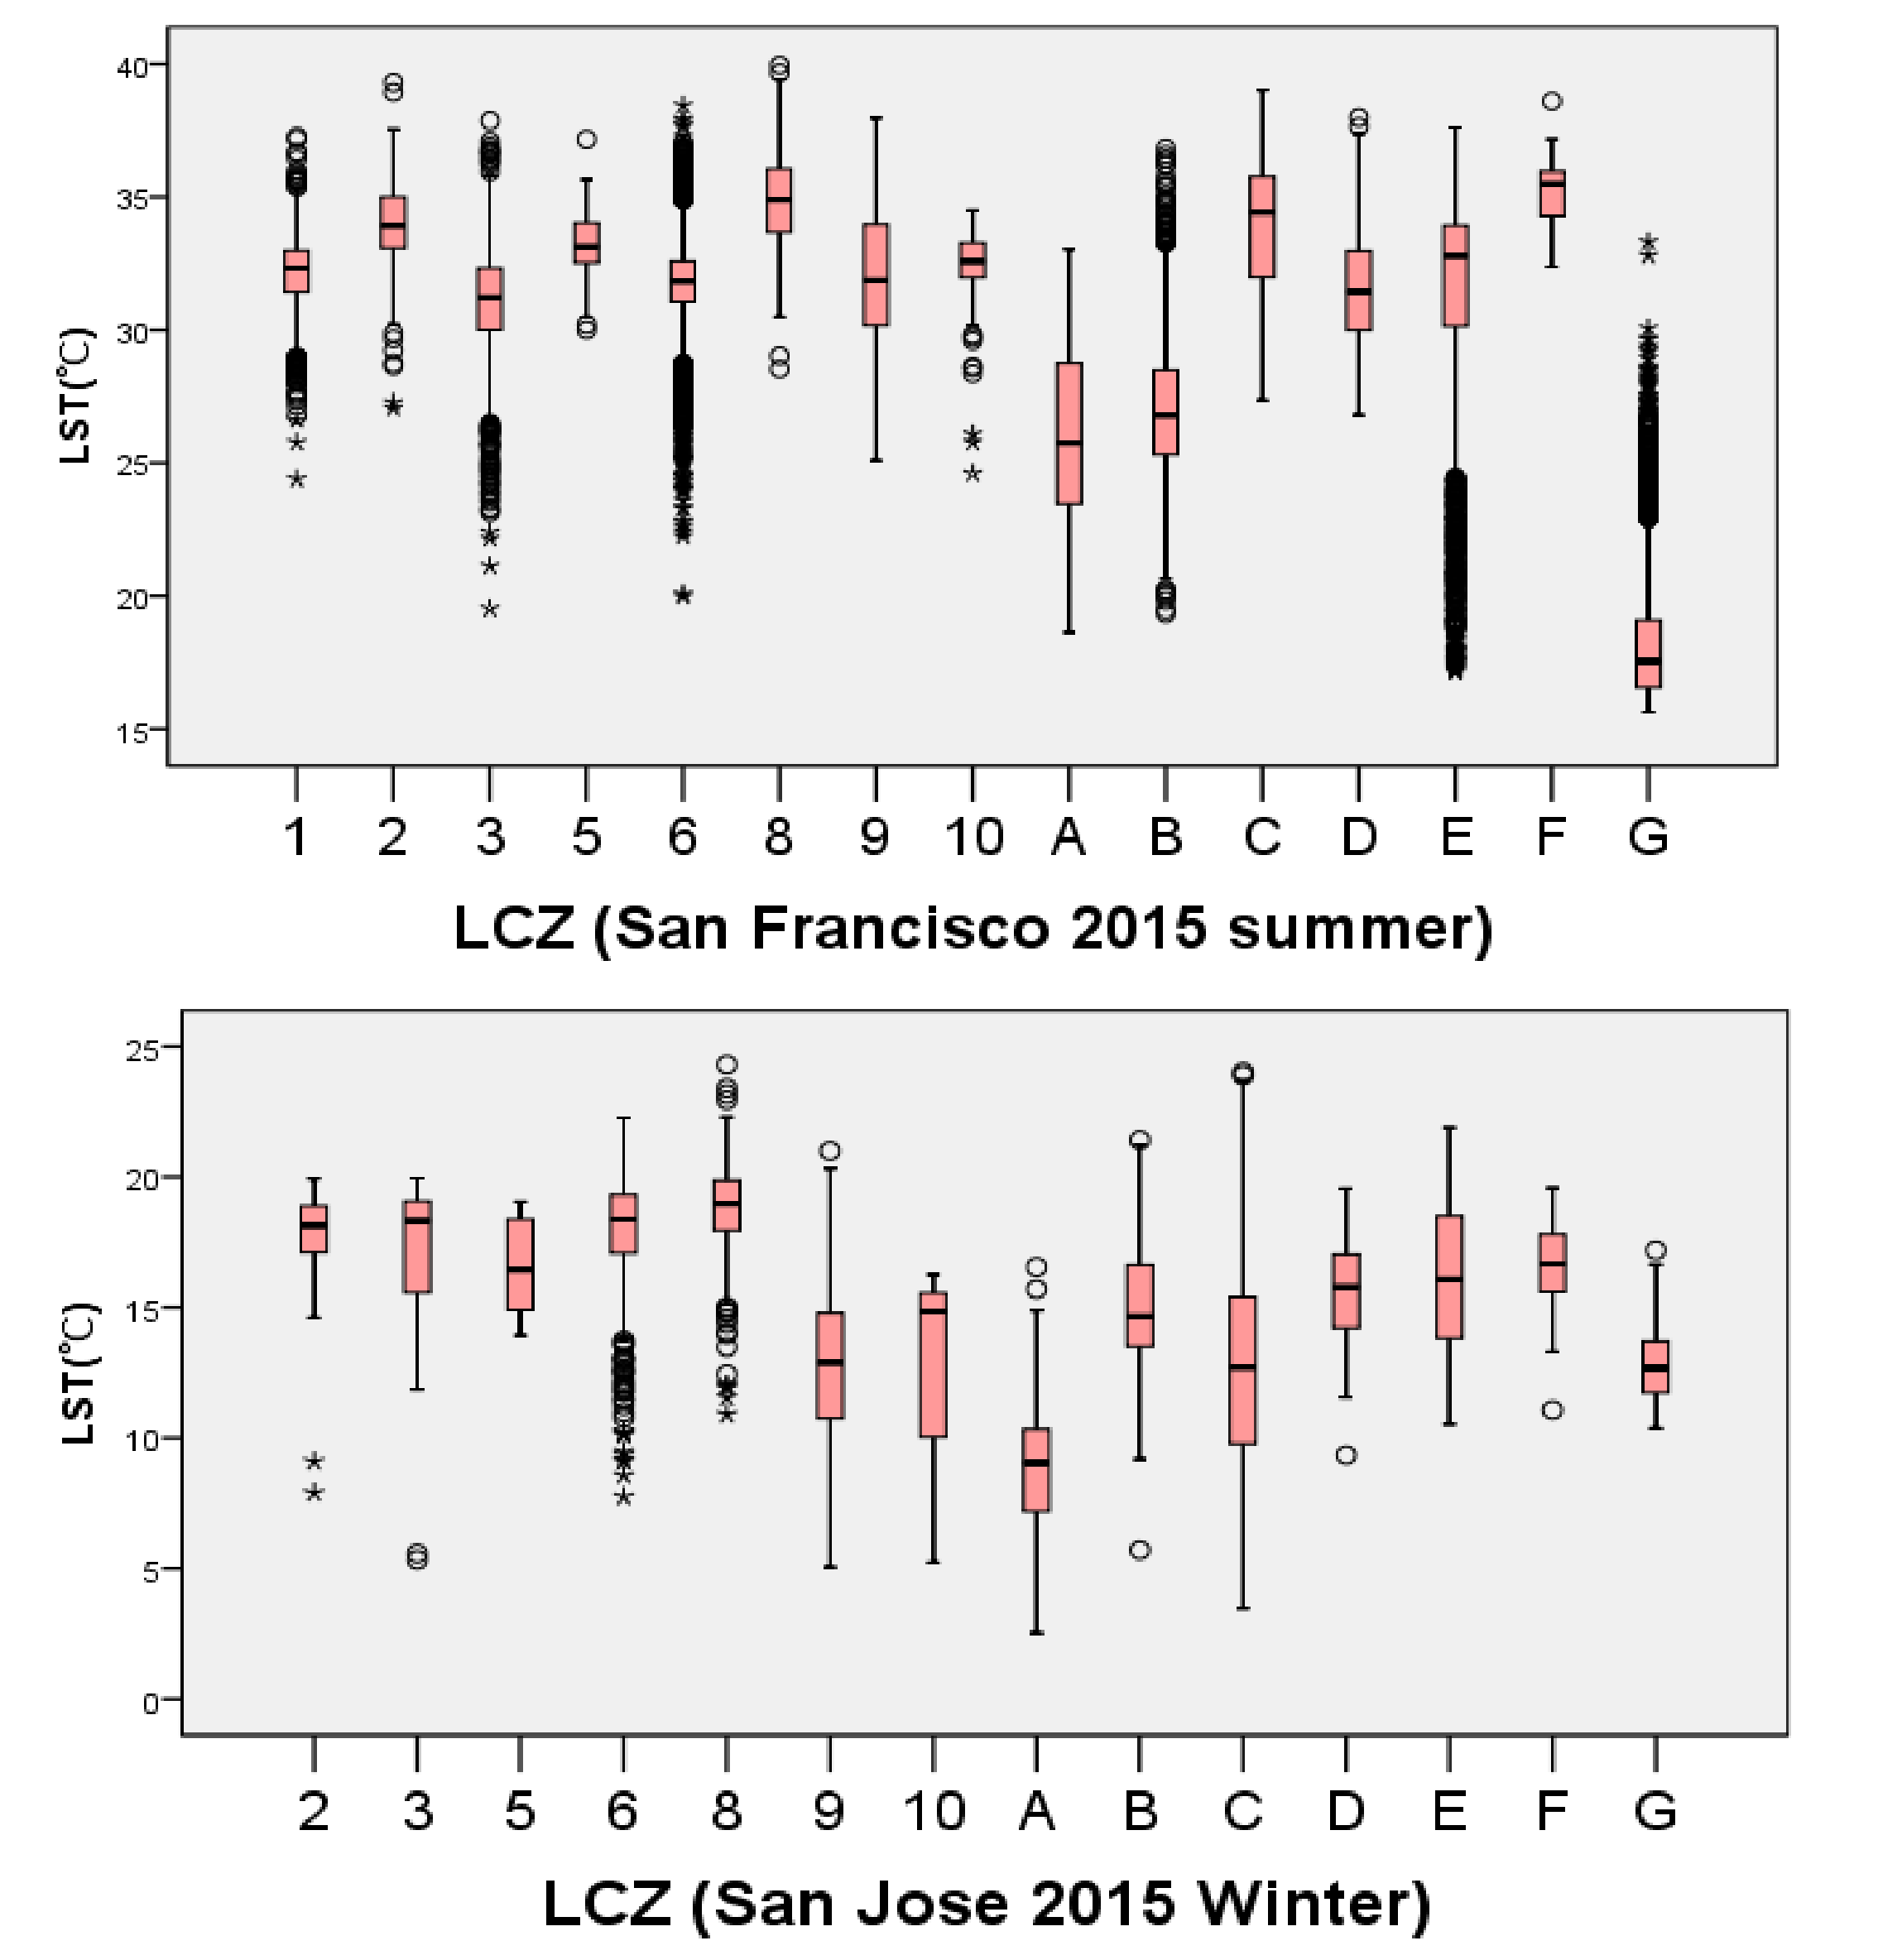 40
35
30
25
20
15
LST(℃)
1 2 3 5 6 8 9 10 A B C D E F G
LCZ (San Francisco 2015 summer)
25
20
15
10
5
0
LST(℃)
2 3 5 6 8 9 10 A B C D E F G
LCZ (San Jose 2015 Winter)